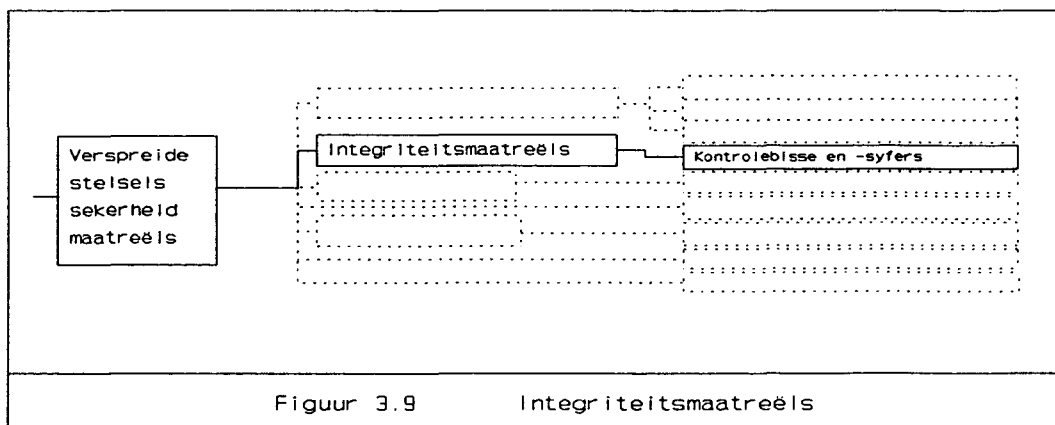 Verspreide
stelsels
sekerheid
maatreëls
Integriteitsmaatreëls
Kontrolebisse en -syfers
Figuur 3.9 Integriteitsmaatreëls